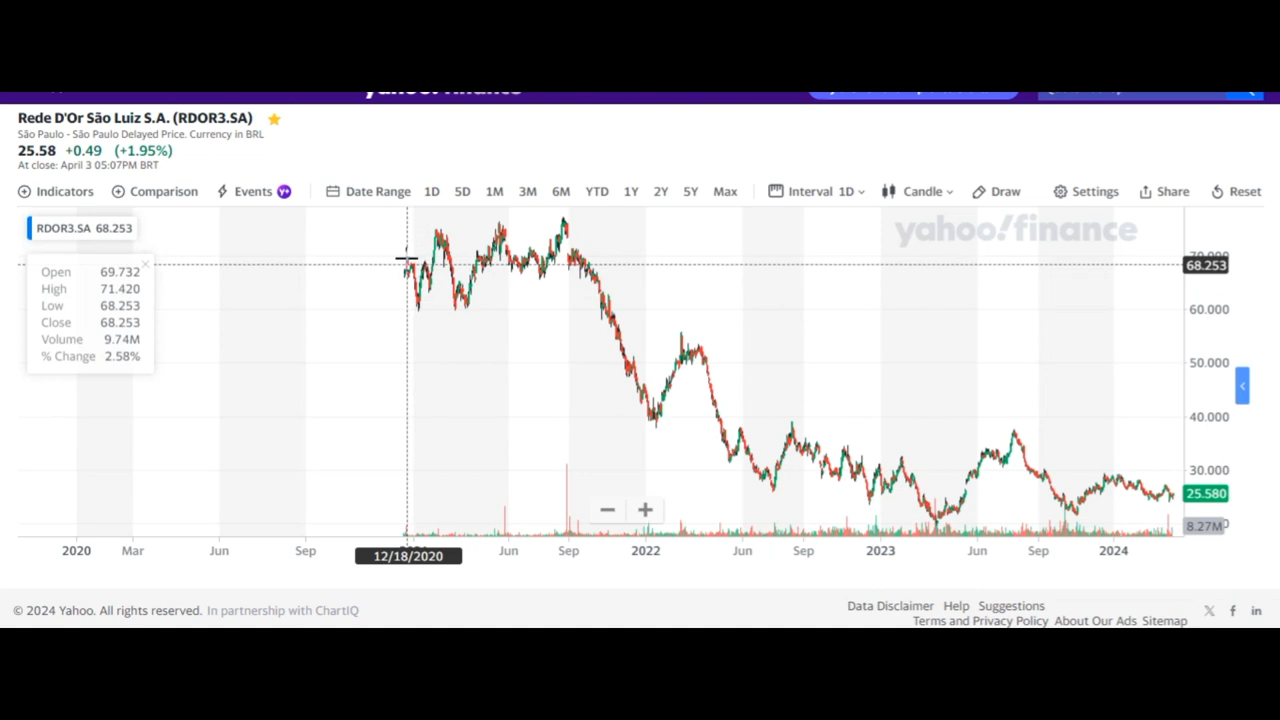 yahoo! finance
Rede D'Or São Luiz S.A. (RDOR3.SA)
São Paulo - São Paulo Delayed Price. Currency in BRL
25.58 +0.49 (+1.95%)
At close: April 3 05:07PM BRT
Indicators Comparison Events Y+ Date Range 1D 5D 1M 3M 6M YTD 1Y 2Y 5Y Max Interval 1D Candle Draw Settings Share Reset
RDOR3.SA 68.253
yahoo!finance
Open 69.732
High 71.420
Low 68.253
Close 68.253
Volume 9.74M
% Change 2.58%
70.000
68.253
60.000
50.000
40.000
30.000
25.580
8.27M
2020 Mar Jun Sep 12/18/2020 Jun Sep 2022 Jun Sep 2023 Jun Sep 2024
© 2024 Yahoo. All rights reserved. In partnership with ChartIQ
Data Disclaimer Help Suggestions
Terms and Privacy Policy About Our Ads Sitemap